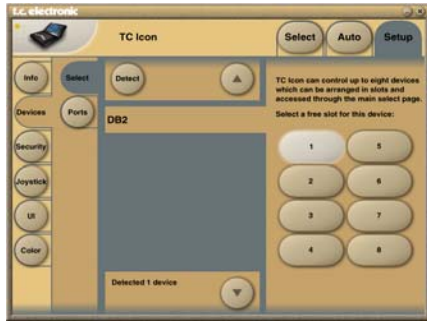 t.c. electronic
TC Icon
Select
Auto
Setup
Info
Devices
Security
Joystick
UI
Color
Select
Ports
Detect
DB2
Detected 1 device
TC Icon can control up to eight devices
which can be arranged in slots and
accessed through the main select page.
Select a free slot for this device:
1
5
2
6
3
7
4
8